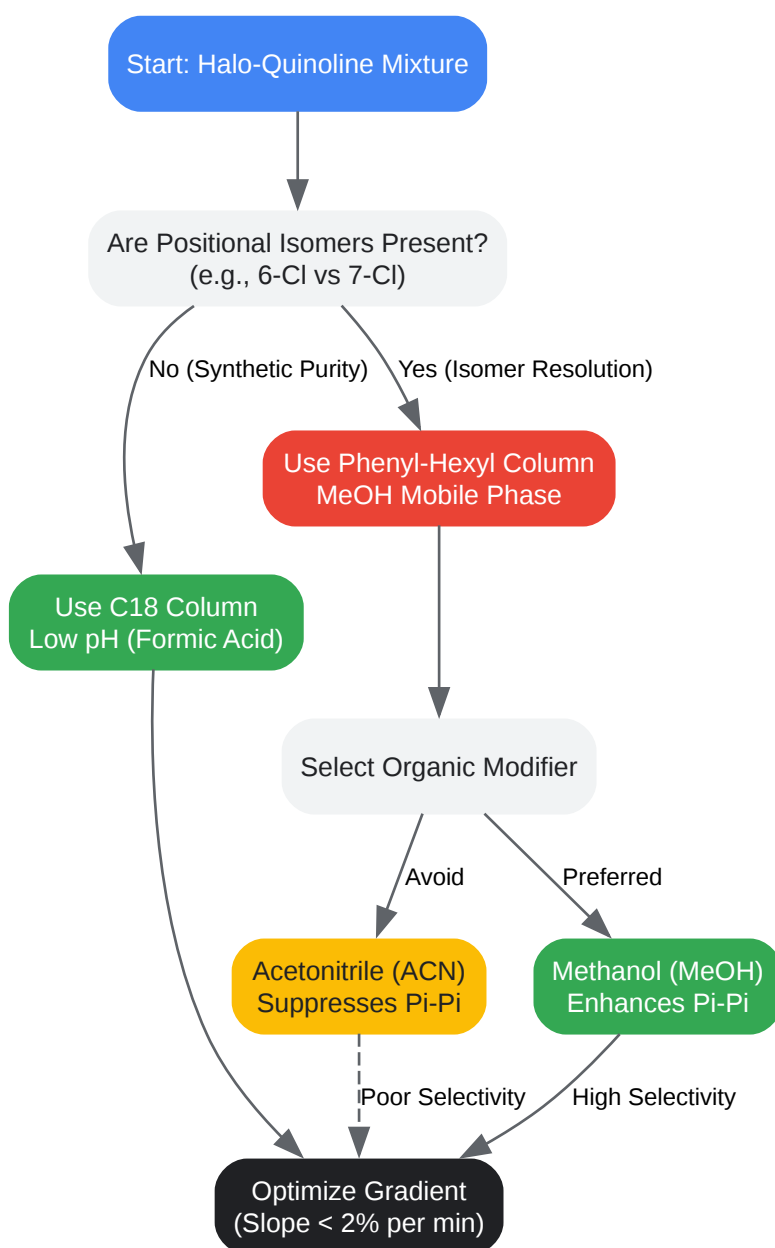 Start: Halo-Quinoline Mixture
Are Positional Isomers Present?
(e.g., 6-Cl vs 7-Cl)
No (Synthetic Purity)
Yes (Isomer Resolution)
Use Phenyl-Hexyl Column
MeOH Mobile Phase
Use C18 Column
Low pH (Formic Acid)
Select Organic Modifier
Avoid
Preferred
Acetonitrile (ACN)
Suppresses Pi-Pi
Methanol (MeOH)
Enhances Pi-Pi
Poor Selectivity
High Selectivity
Optimize Gradient
(Slope < 2% per min)